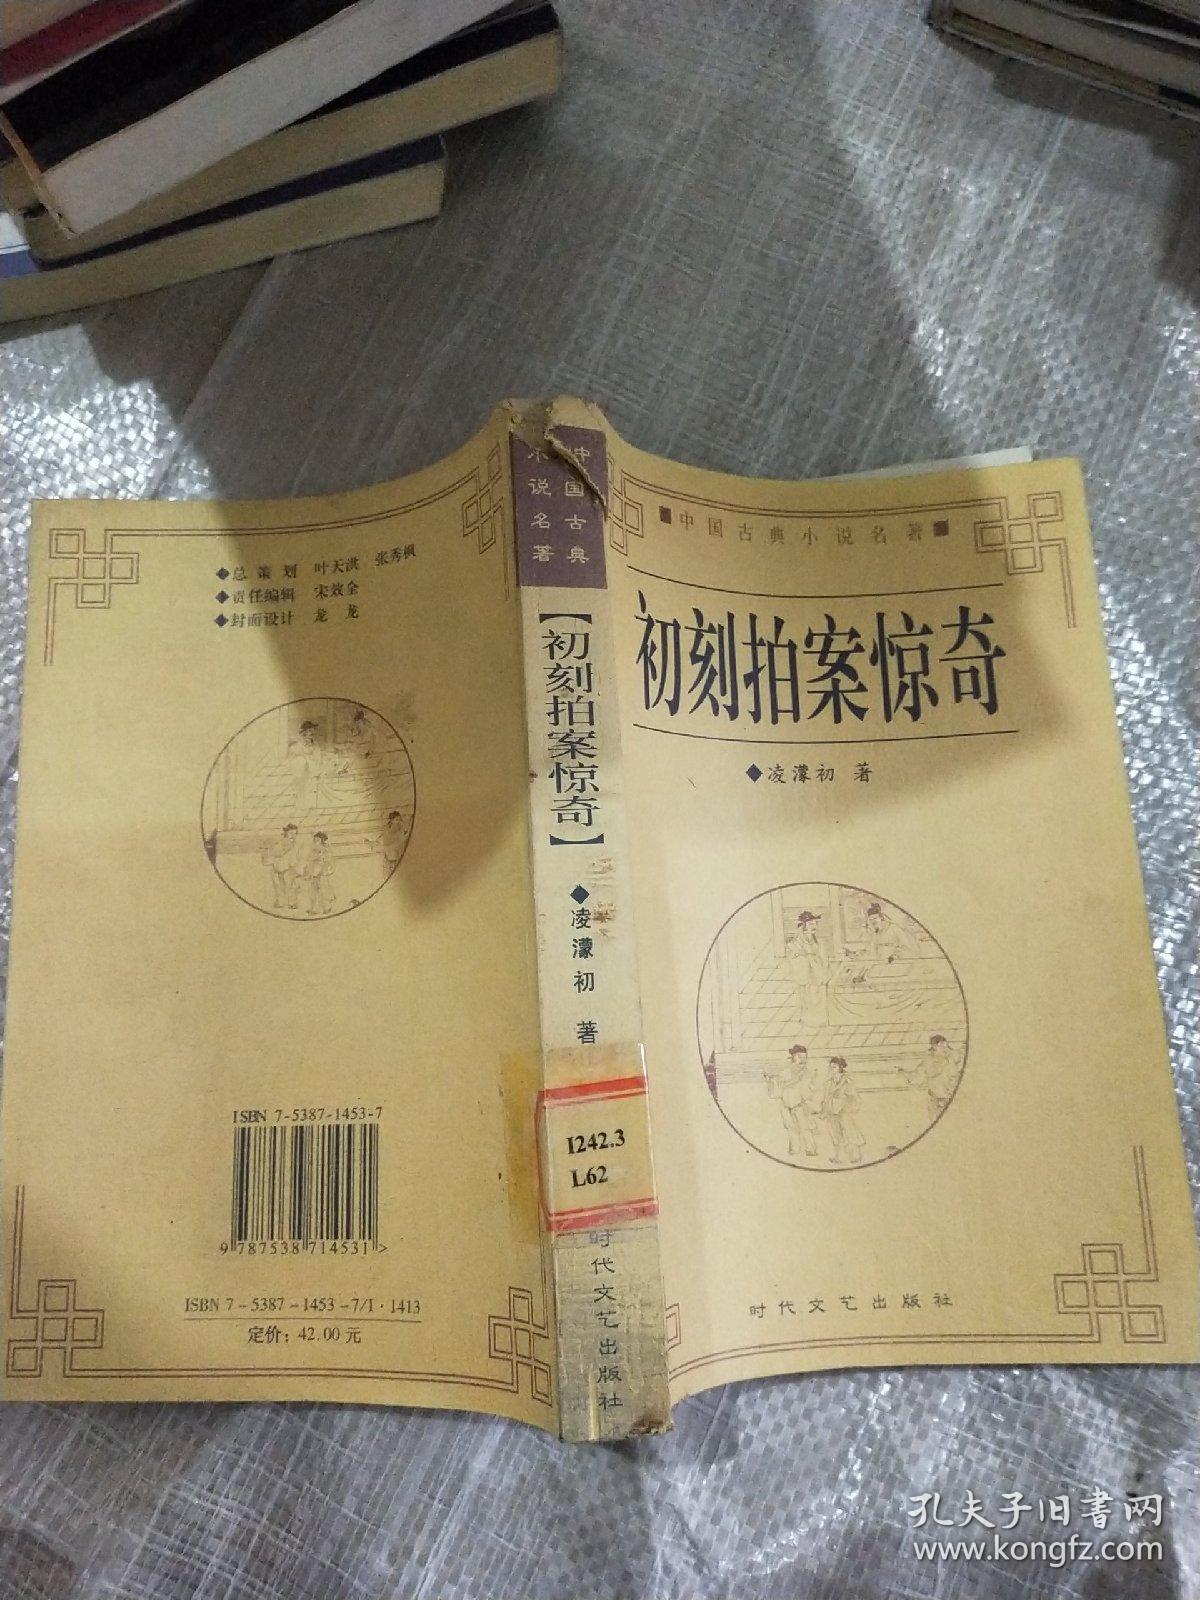 ◆总策划 叶天洪 张秀枫
◆责任编辑 宋效全
◆封面设计 龙龙
ISBN 7-5387-1453-7
9 787538 714531 >
ISBN 7-5387-1453-7/I·1413
定价：42.00元
中国古典
小说名著
【初刻拍案惊奇】
◆凌濛初 著
I242.3
L62
时代文艺出版社
■中国古典小说名著■
初刻拍案惊奇
◆凌濛初 著
时代文艺出版社
孔夫子旧书网
www.kongfz.com